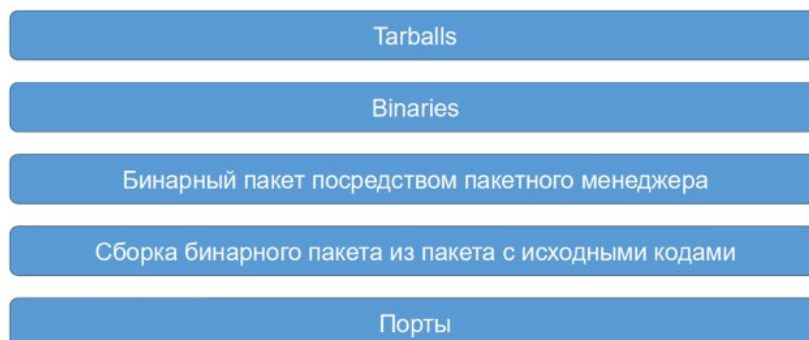 Tarballs
Binaries
Бинарный пакет посредством пакетного менеджера
Сборка бинарного пакета из пакета с исходными кодами
Порты